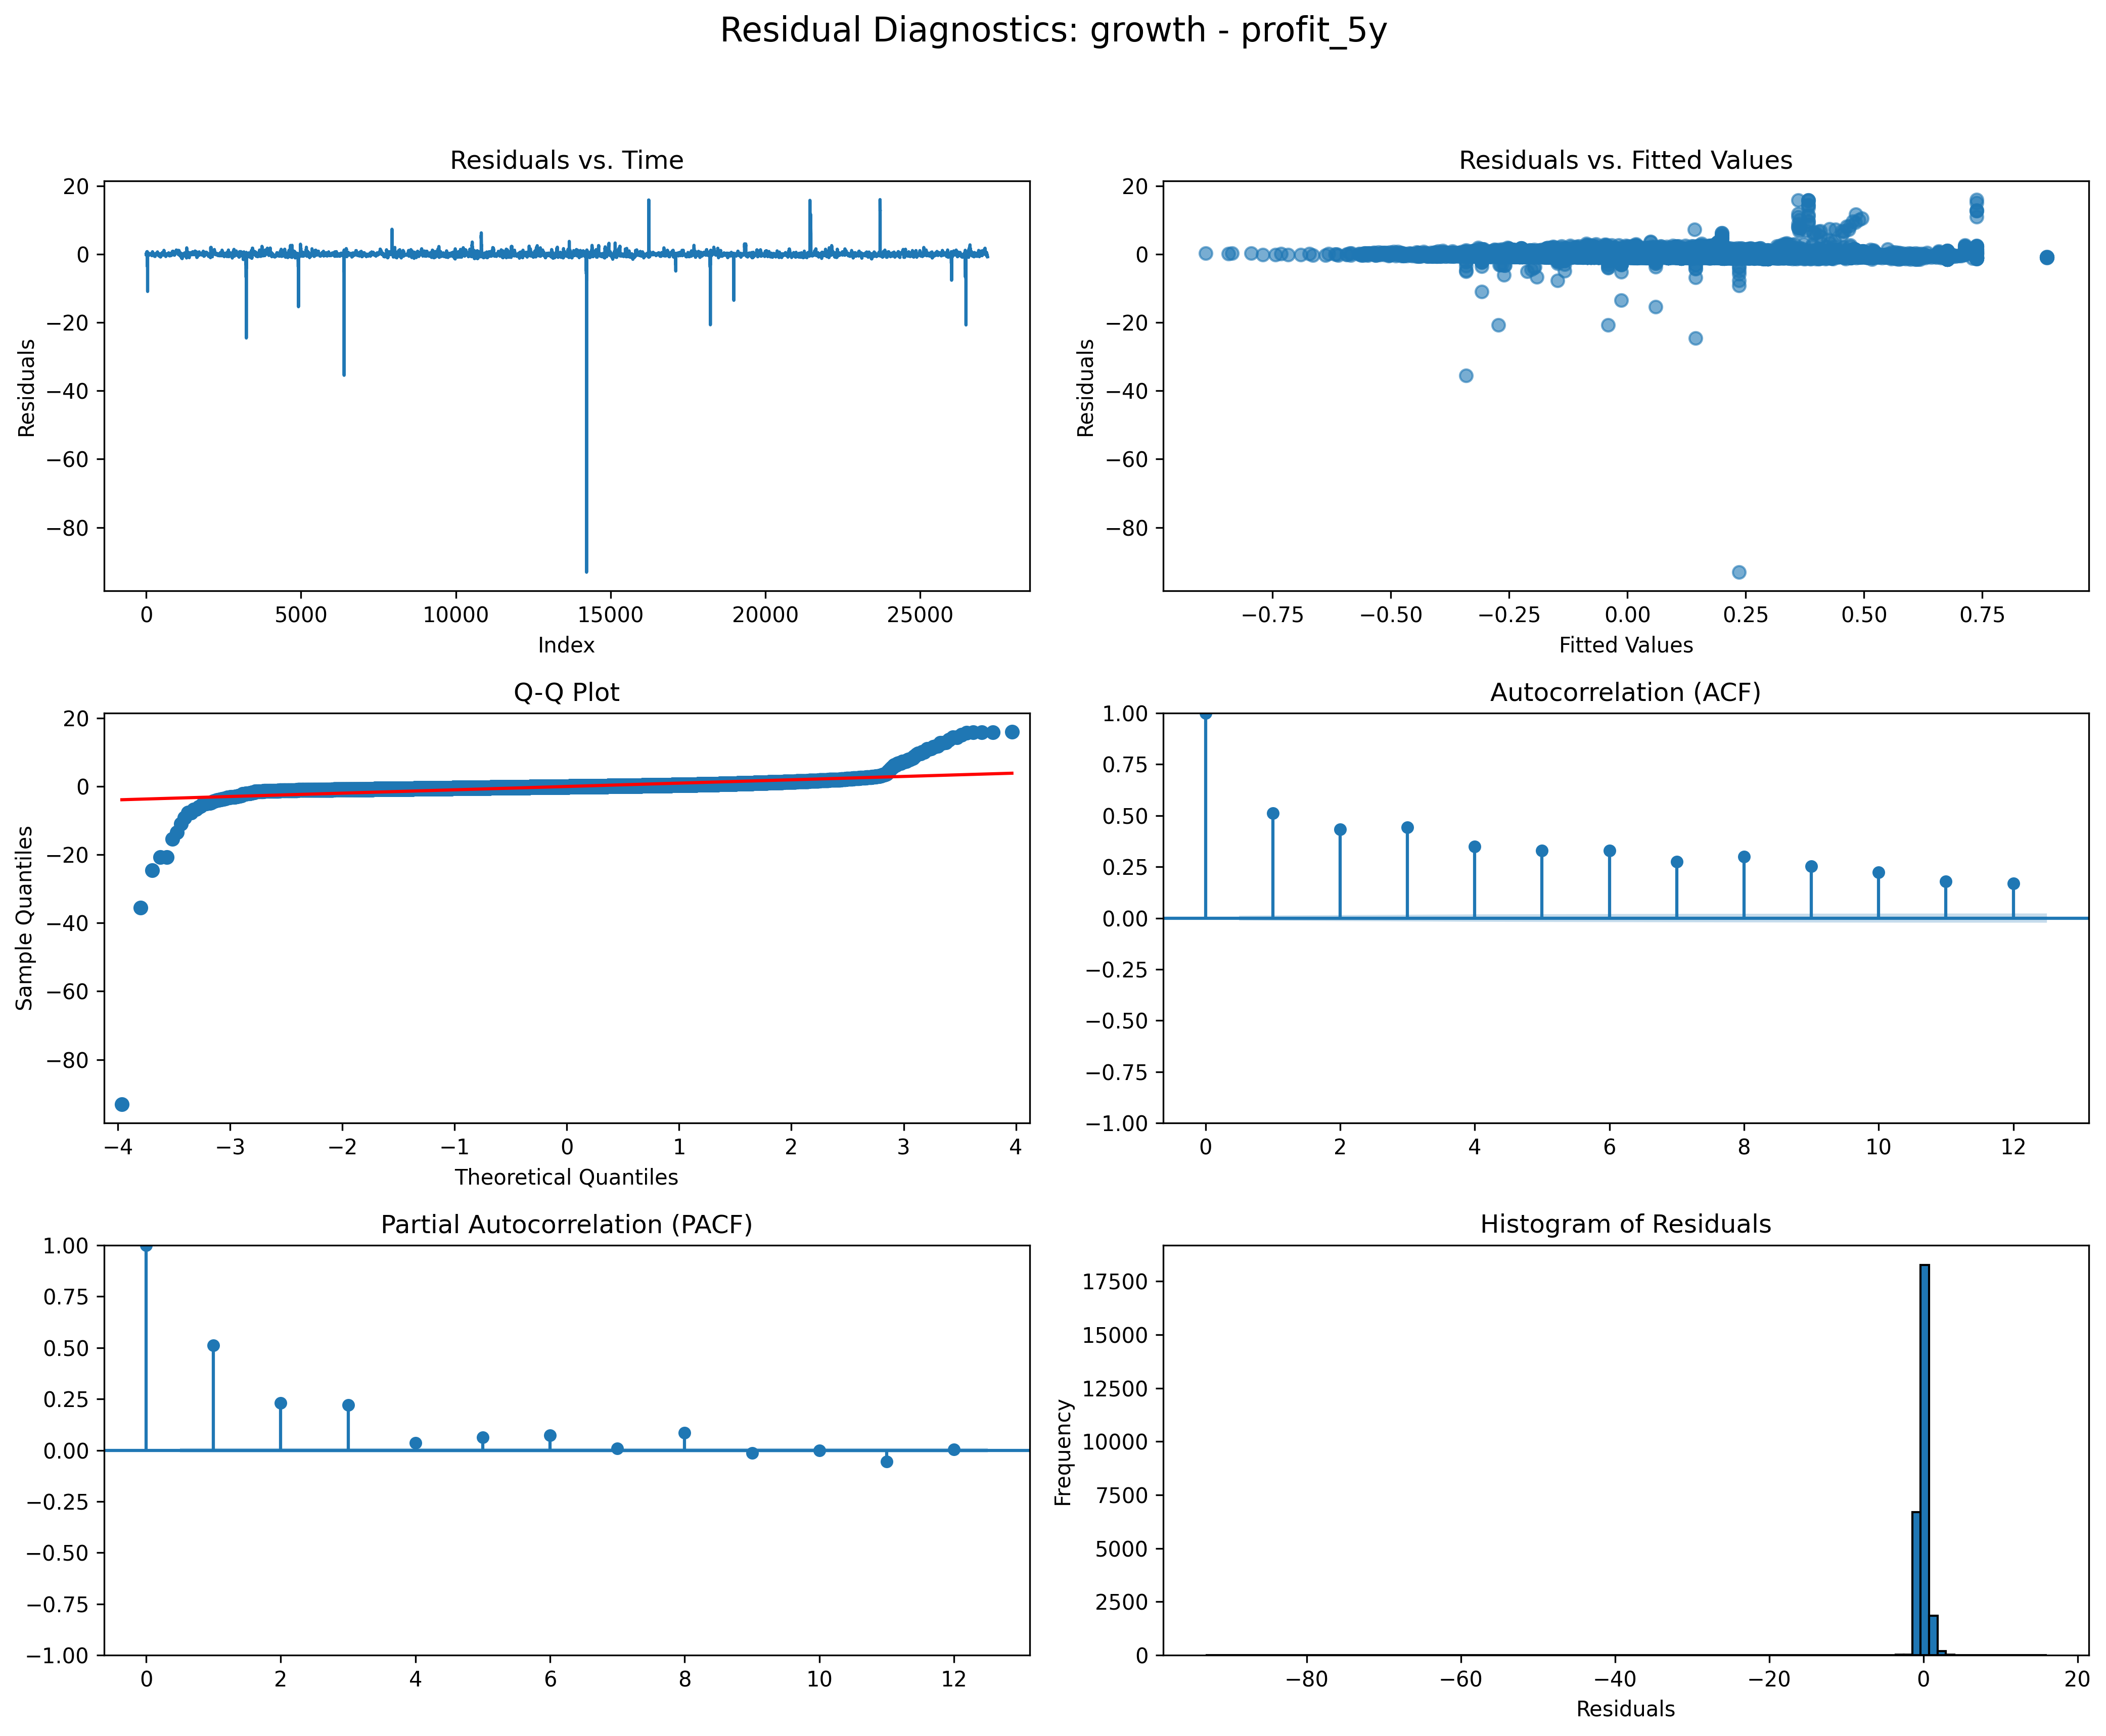 Residual Diagnostics: growth - profit_5y
Residuals vs. Time
20
0
−20
−40
−60
−80
Residuals
0 5000 10000 15000 20000 25000
Index
Residuals vs. Fitted Values
20
0
−20
−40
−60
−80
Residuals
−0.75 −0.50 −0.25 0.00 0.25 0.50 0.75
Fitted Values
Q-Q Plot
20
0
−20
−40
−60
−80
Sample Quantiles
−4 −3 −2 −1 0 1 2 3 4
Theoretical Quantiles
Autocorrelation (ACF)
1.00
0.75
0.50
0.25
0.00
−0.25
−0.50
−0.75
−1.00
0 2 4 6 8 10 12
Partial Autocorrelation (PACF)
1.00
0.75
0.50
0.25
0.00
−0.25
−0.50
−0.75
−1.00
0 2 4 6 8 10 12
Histogram of Residuals
17500
15000
12500
10000
7500
5000
2500
0
Frequency
−80 −60 −40 −20 0 20
Residuals